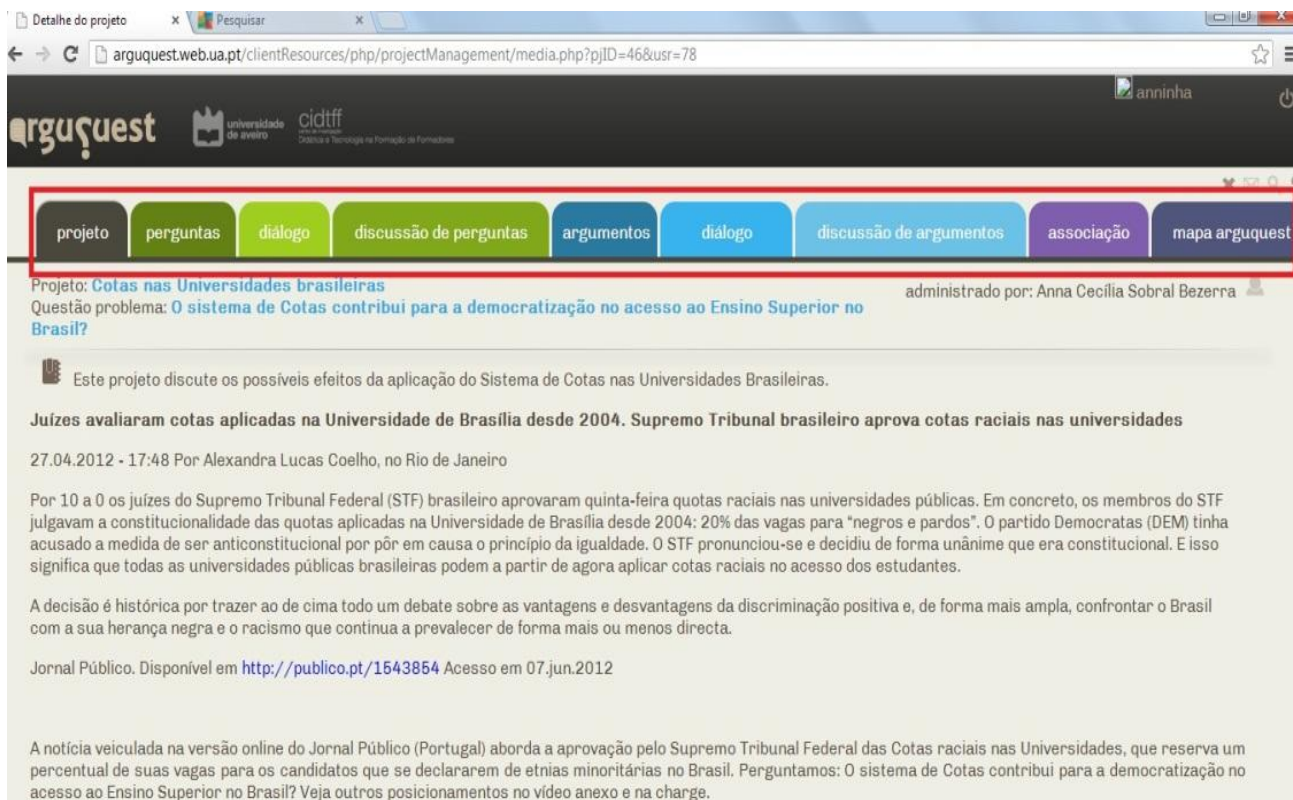 Detalhe do projeto
Pesquisar
arguquest.web.ua.pt/clientResources/php/projectManagement/media.php?pjID=46&usr=78
anninha
arguquest
universidade
de aveiro
cidtff
Didática e Tecnologia na Formação de Formadores
projeto perguntas diálogo discussão de perguntas argumentos diálogo discussão de argumentos associação mapa arguquest
Projeto: Cotas nas Universidades brasileiras
administrado por: Anna Cecília Sobral Bezerra
Questão problema: O sistema de Cotas contribui para a democratização no acesso ao Ensino Superior no
Brasil?
Este projeto discute os possíveis efeitos da aplicação do Sistema de Cotas nas Universidades Brasileiras.
Juízes avaliaram cotas aplicadas na Universidade de Brasília desde 2004. Supremo Tribunal brasileiro aprova cotas raciais nas universidades
27.04.2012 - 17:48 Por Alexandra Lucas Coelho, no Rio de Janeiro
Por 10 a 0 os juízes do Supremo Tribunal Federal (STF) brasileiro aprovaram quinta-feira quotas raciais nas universidades públicas. Em concreto, os membros do STF
julgavam a constitucionalidade das quotas aplicadas na Universidade de Brasília desde 2004: 20% das vagas para “negros e pardos”. O partido Democratas (DEM) tinha
acusado a medida de ser anticonstitucional por pôr em causa o princípio da igualdade. O STF pronunciou-se e decidiu de forma unânime que era constitucional. E isso
significa que todas as universidades públicas brasileiras podem a partir de agora aplicar cotas raciais no acesso dos estudantes.
A decisão é histórica por trazer ao de cima todo um debate sobre as vantagens e desvantagens da discriminação positiva e, de forma mais ampla, confrontar o Brasil
com a sua herança negra e o racismo que continua a prevalecer de forma mais ou menos directa.
Jornal Público. Disponível em http://publico.pt/1543854 Acesso em 07.jun.2012
A notícia veiculada na versão online do Jornal Público (Portugal) aborda a aprovação pelo Supremo Tribunal Federal das Cotas raciais nas Universidades, que reserva um
percentual de suas vagas para os candidatos que se declararem de etnias minoritárias no Brasil. Perguntamos: O sistema de Cotas contribui para a democratização no
acesso ao Ensino Superior no Brasil? Veja outros posicionamentos no vídeo anexo e na charge.